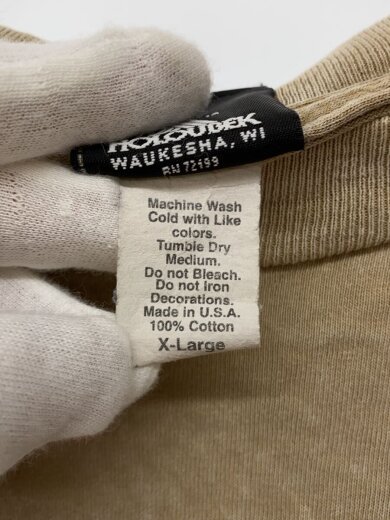 HOLOUBEK
WAUKESHA, WI
RN 72199
Machine Wash
Cold with Like
colors.
Tumble Dry
Medium.
Do not Bleach.
Do not Iron
Decorations.
Made in U.S.A.
100% Cotton
X-Large